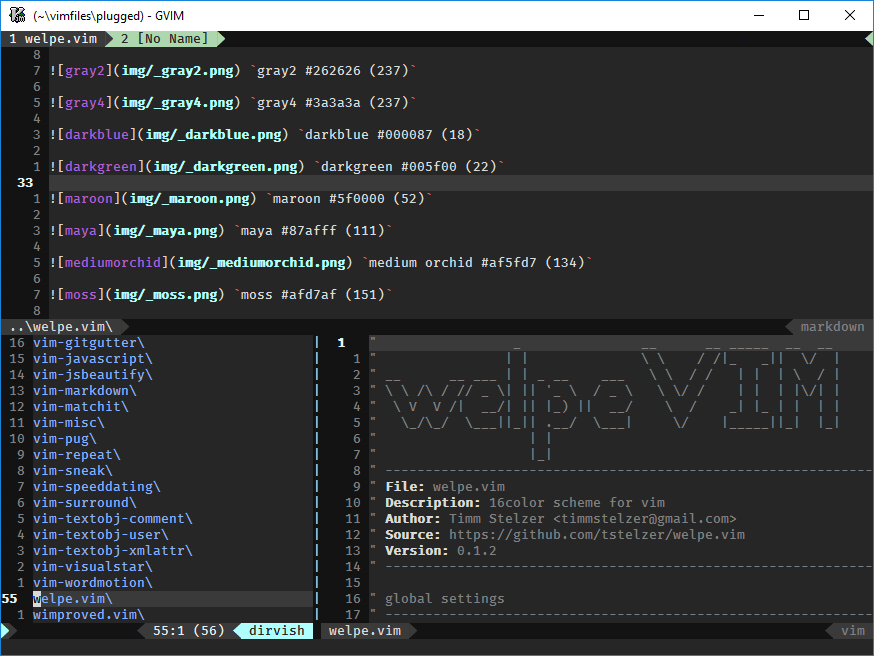 (~\vimfiles\plugged) - GVIM
1 welpe.vim 2 [No Name]
8
7 ![gray2](img/_gray2.png) `gray2 #262626 (237)`
6
5 ![gray4](img/_gray4.png) `gray4 #3a3a3a (237)`
4
3 ![darkblue](img/_darkblue.png) `darkblue #000087 (18)`
2
1 ![darkgreen](img/_darkgreen.png) `darkgreen #005f00 (22)`
33
1 ![maroon](img/_maroon.png) `maroon #5f0000 (52)`
2
3 ![maya](img/_maya.png) `maya #87afff (111)`
4
5 ![mediumorchid](img/_mediumorchid.png) `medium orchid #af5fd7 (134)`
6
7 ![moss](img/_moss.png) `moss #afd7af (151)`
8
..\welpe.vim\ markdown
16 vim-gitgutter\
15 vim-javascript\
14 vim-jsbeautify\
13 vim-markdown\
12 vim-matchit\
11 vim-misc\
10 vim-pug\
9 vim-repeat\
8 vim-sneak\
7 vim-speeddating\
6 vim-surround\
5 vim-textobj-comment\
4 vim-textobj-user\
3 vim-textobj-xmlattr\
2 vim-visualstar\
1 vim-wordmotion\
55 welpe.vim\
1 wimproved.vim\
55:1 (56) dirvish
1 "
1 "
2 "
3 "
4 "
5 "
6 "
7 "
welpe VIM
8 " --------------------------------------------------------------
9 " File: welpe.vim
10 " Description: 16color scheme for vim
11 " Author: Timm Stelzer <timmstelzer@gmail.com>
12 " Source: https://github.com/tstelzer/welpe.vim
13 " Version: 0.1.2
14 " --------------------------------------------------------------
15
16 " global settings
17 " --------------------------------------------------------------
welpe.vim vim